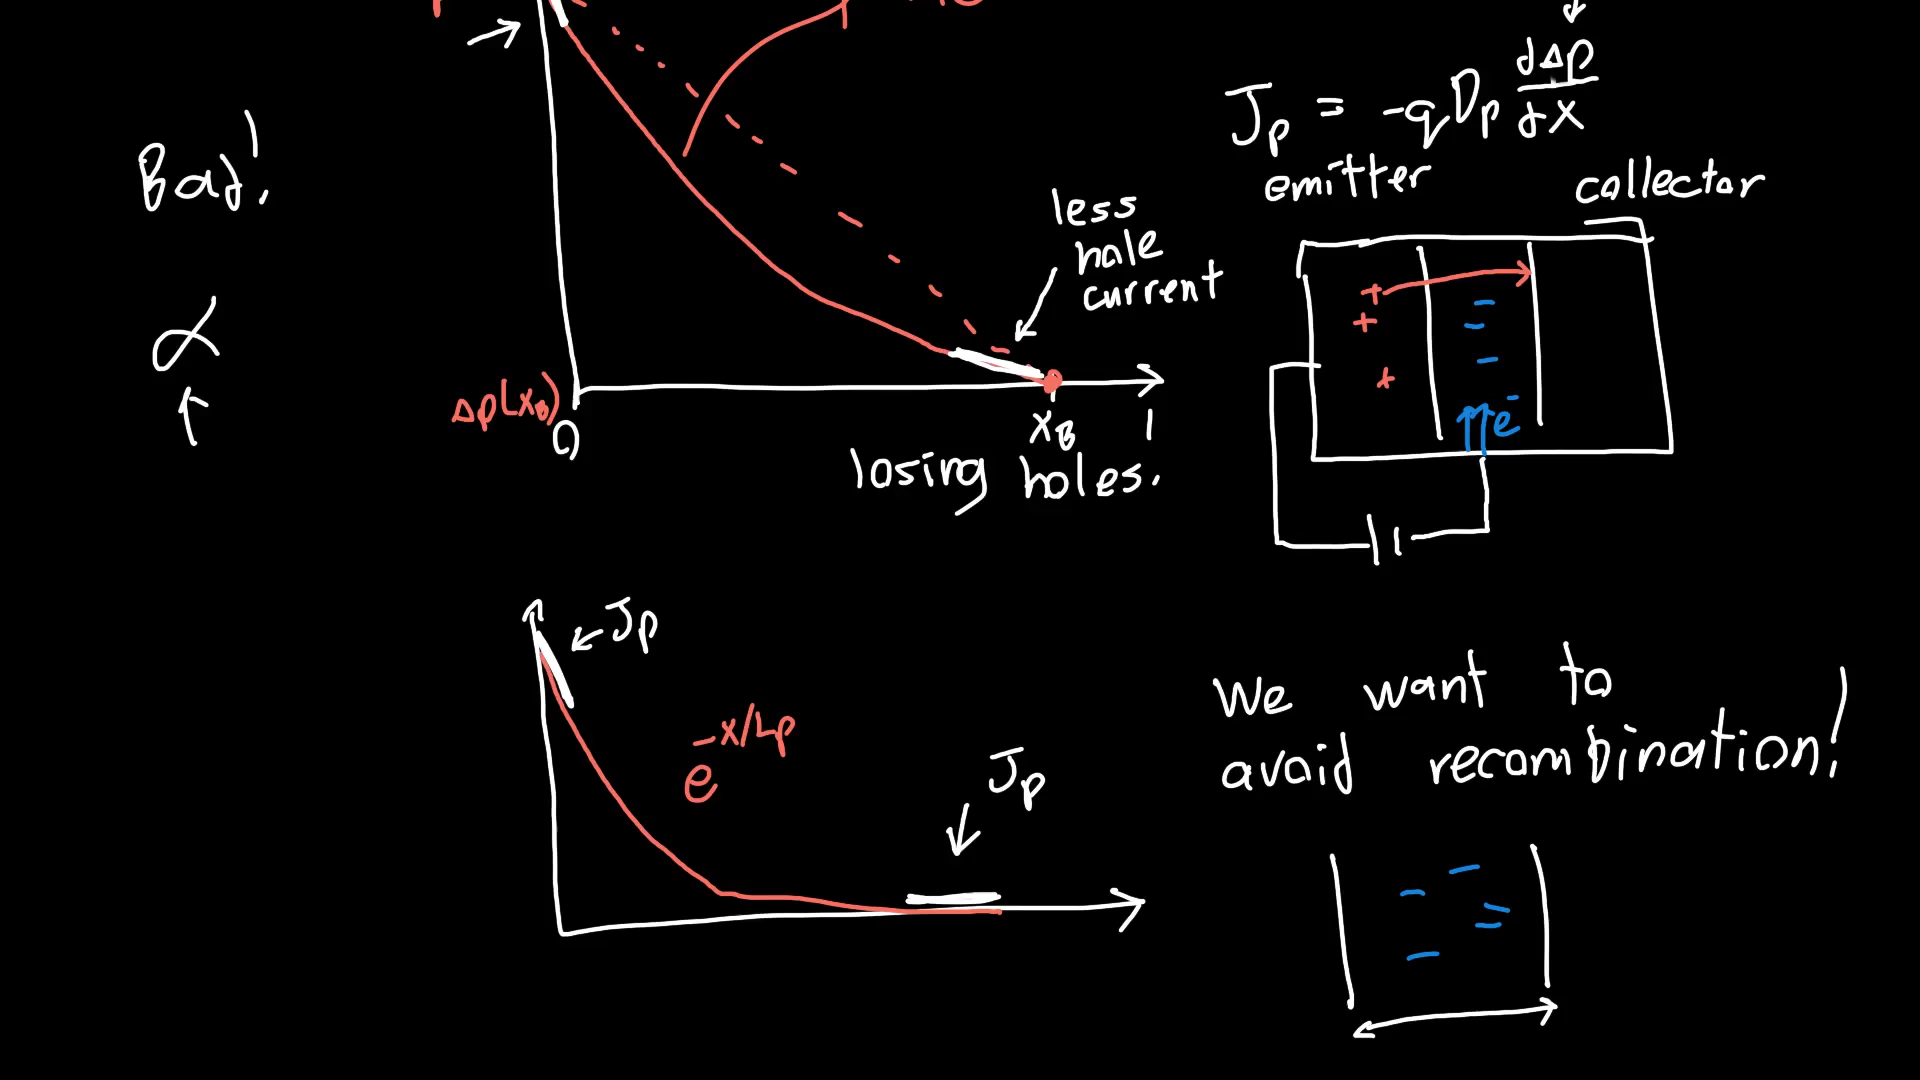 J_p = -qD_p dΔp/dx
Bad!
emitter
collector
less
hole
current
α
Δp(x_B)
0
x_B
e⁻
losing holes.
J_p
e^{-x/L_p}
J_p
We want to
avoid recombination!